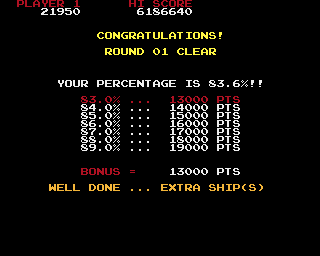 PLAYER 1 HI SCORE
21950 6186640
CONGRATULATIONS!
ROUND 01 CLEAR
YOUR PERCENTAGE IS 83.6%!!
83.0% ... 13000 PTS
84.0% ... 14000 PTS
85.0% ... 15000 PTS
86.0% ... 16000 PTS
87.0% ... 17000 PTS
88.0% ... 18000 PTS
89.0% ... 19000 PTS
BONUS = 13000 PTS
WELL DONE ... EXTRA SHIP(S)